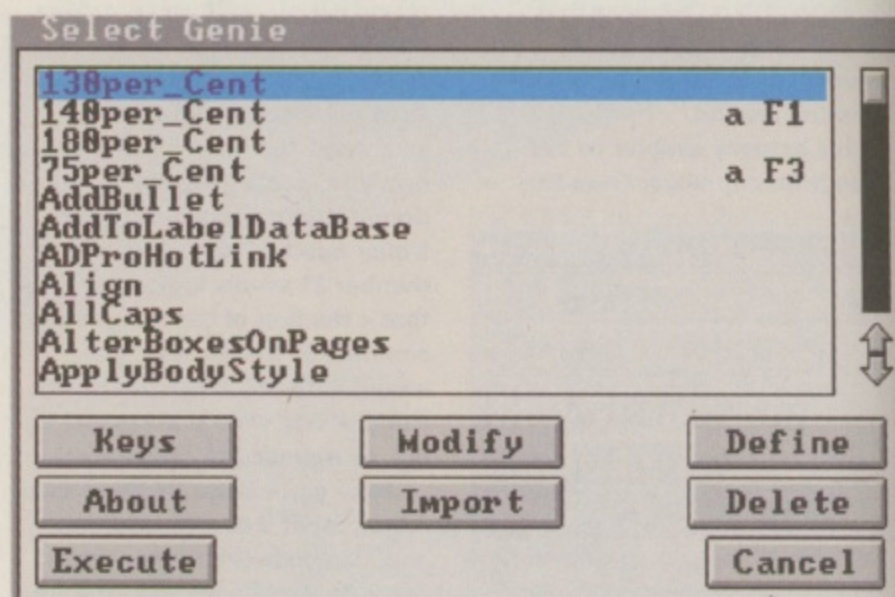 Select Genie
130per_Cent
140per_Cent a F1
180per_Cent
75per_Cent a F3
AddBullet
AddToLabelDataBase
ADProHotLink
Align
AllCaps
AlterBoxesOnPages
ApplyBodyStyle
Keys Modify Define
About Import Delete
Execute Cancel